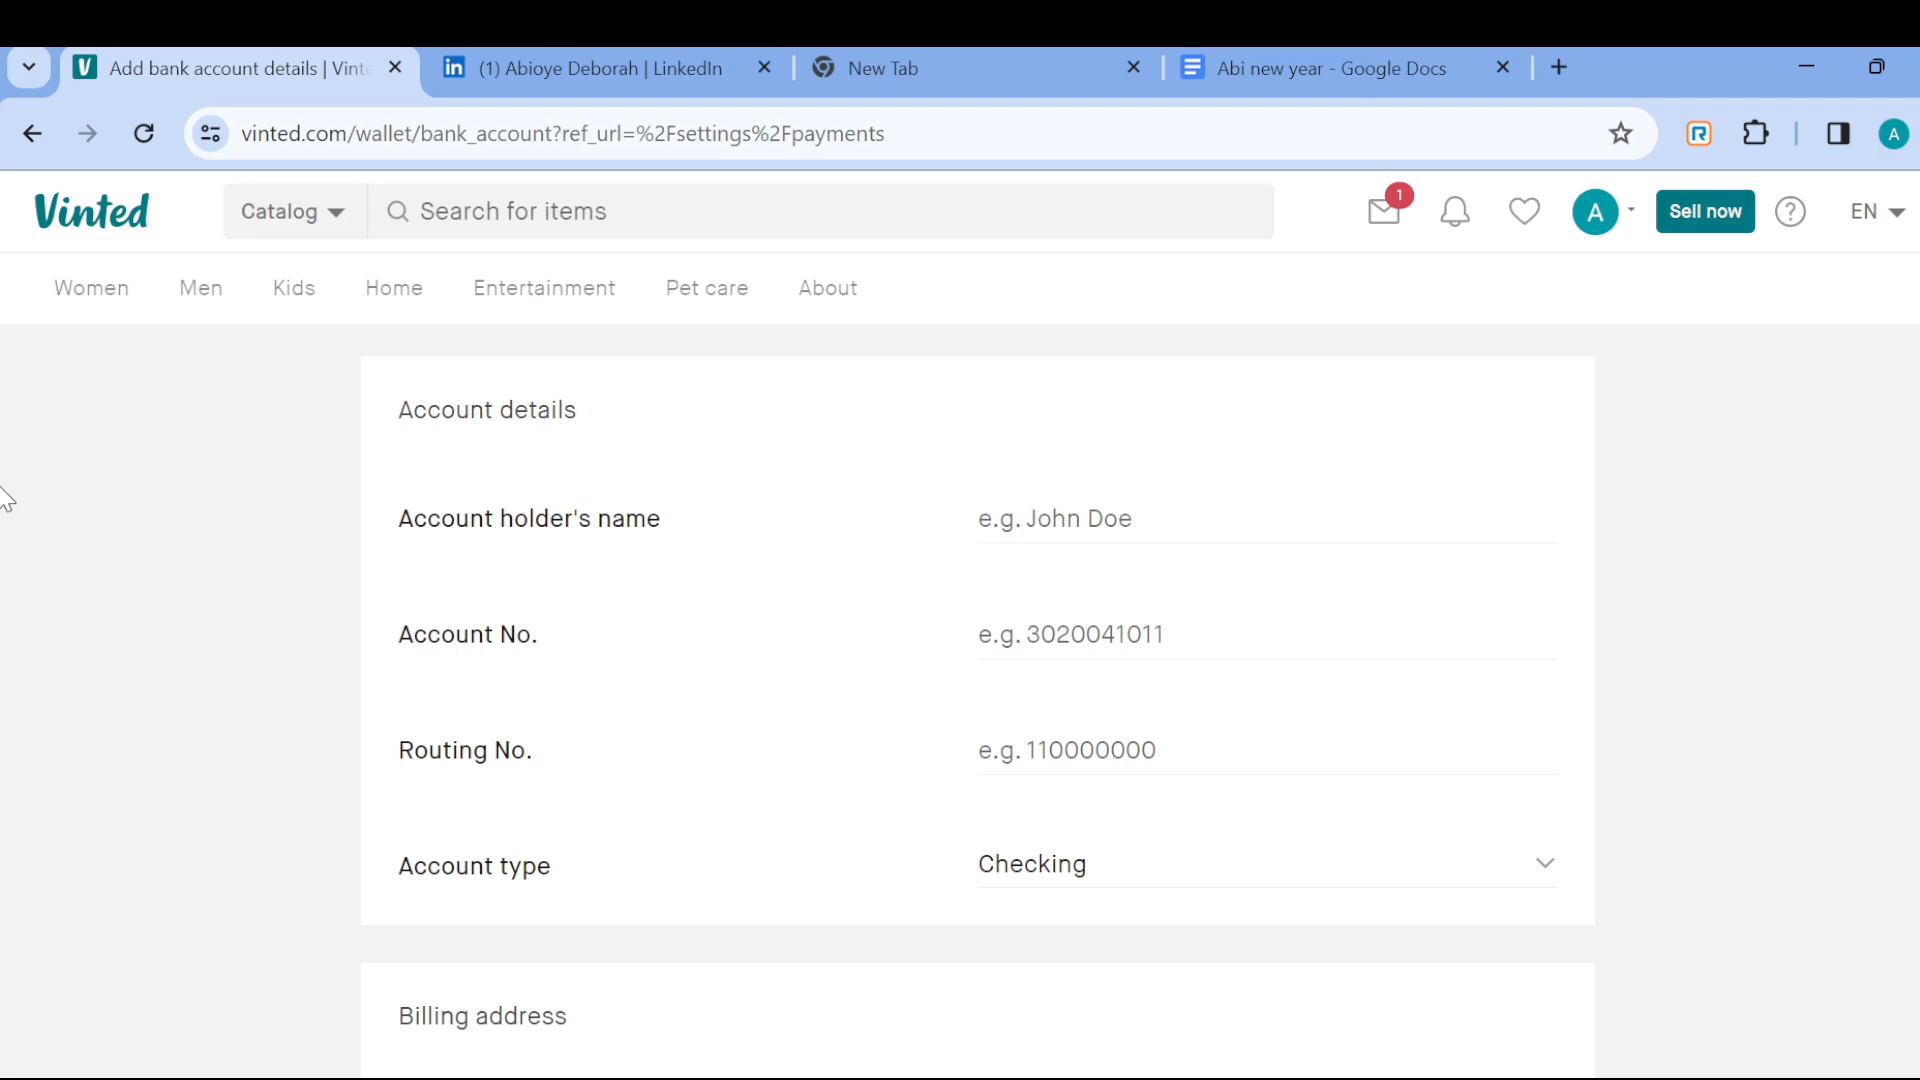 Add bank account details | Vinte
(1) Abioye Deborah | LinkedIn
New Tab
Abi new year - Google Docs
vinted.com/wallet/bank_account?ref_url=%2Fsettings%2Fpayments
A
Vinted
Catalog
Search for items
1
A
Sell now
EN
Women
Men
Kids
Home
Entertainment
Pet care
About
Account details
Account holder's name
e.g. John Doe
Account No.
e.g. 3020041011
Routing No.
e.g. 110000000
Account type
Checking
Billing address